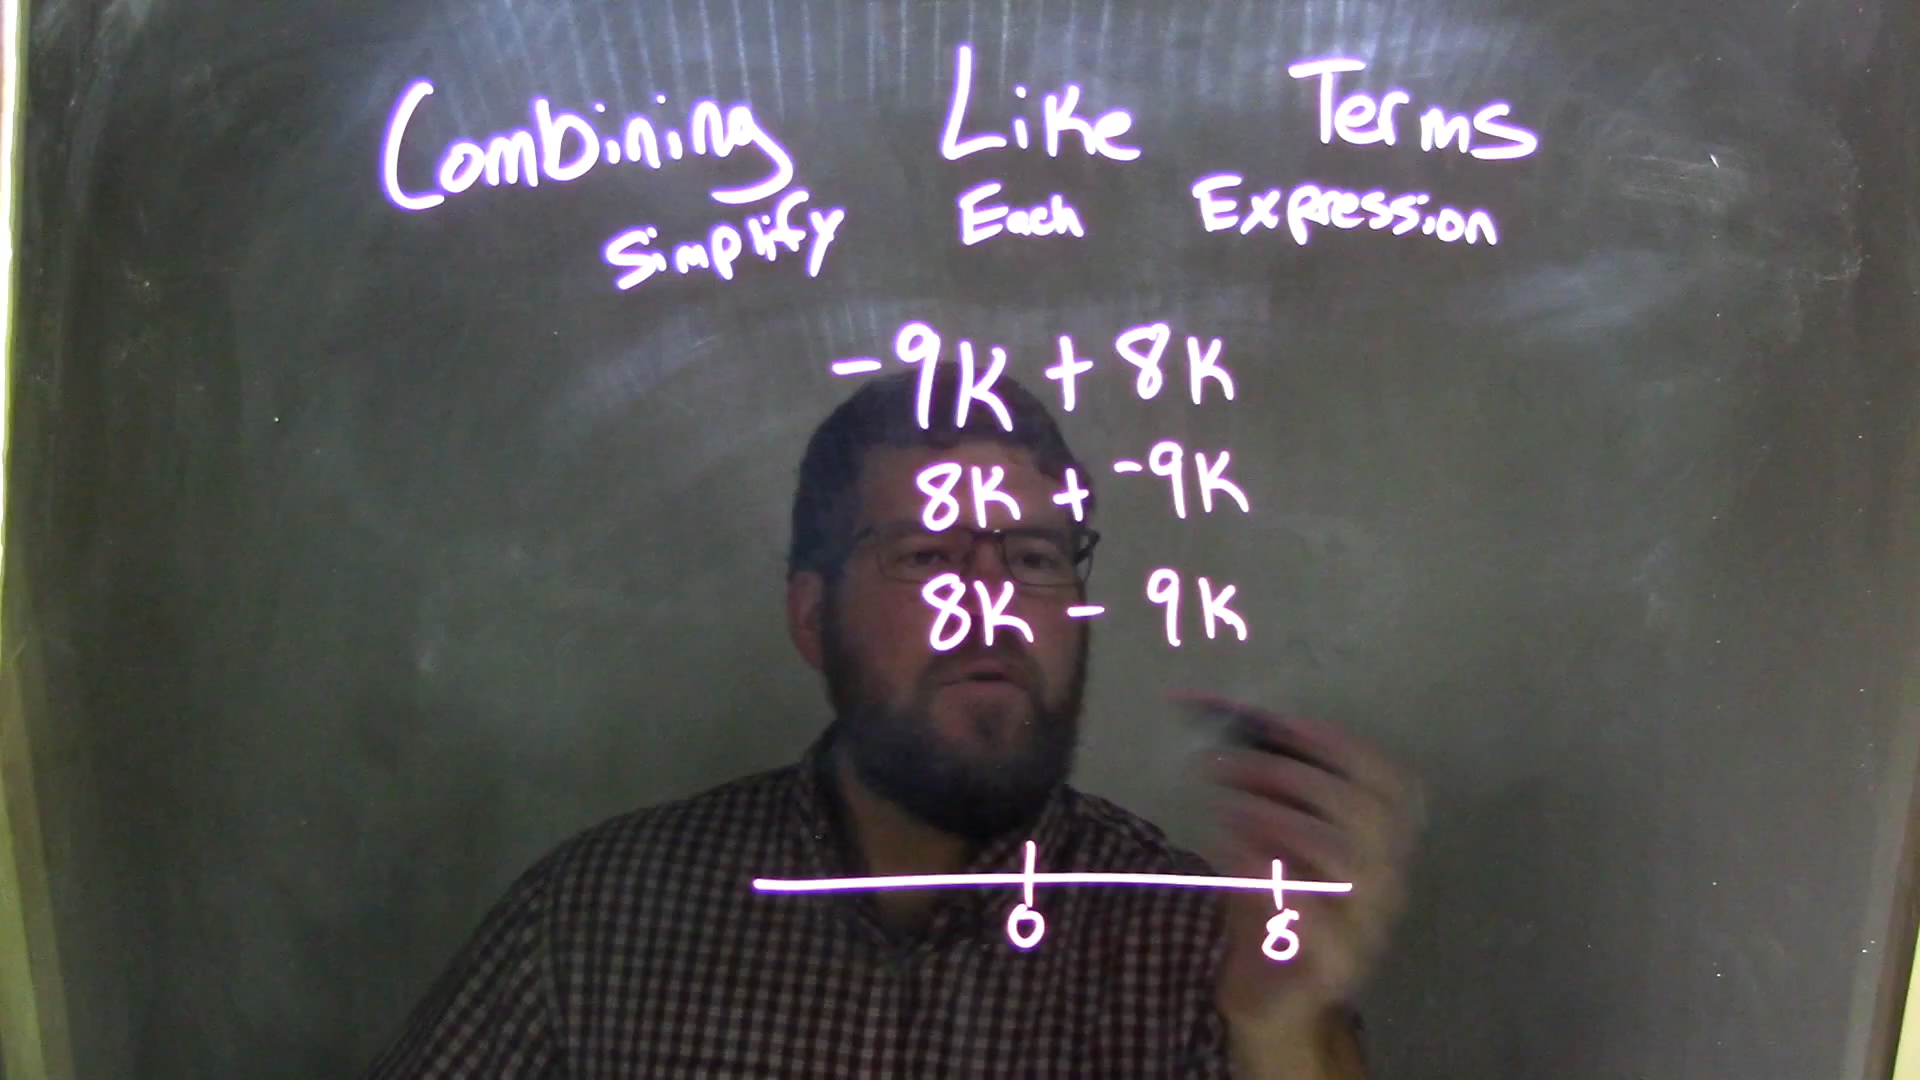 Combining Like Terms
Simplify Each Expression
-9K + 8K
8K + -9K
8K - 9K
0 8